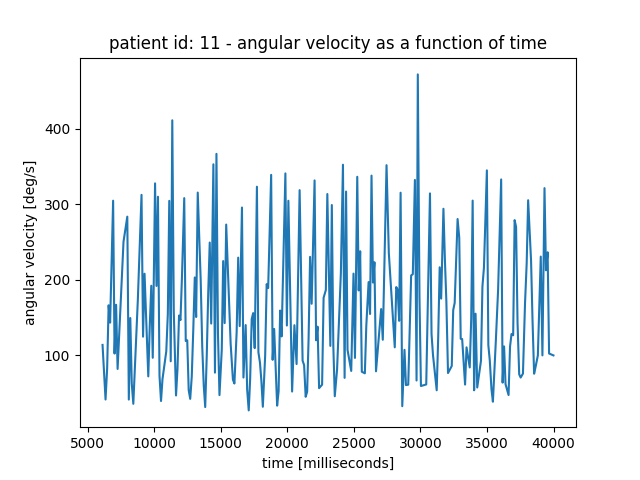 patient id: 11 - angular velocity as a function of time
angular velocity [deg/s]
400
300
200
100
5000 10000 15000 20000 25000 30000 35000 40000
time [milliseconds]